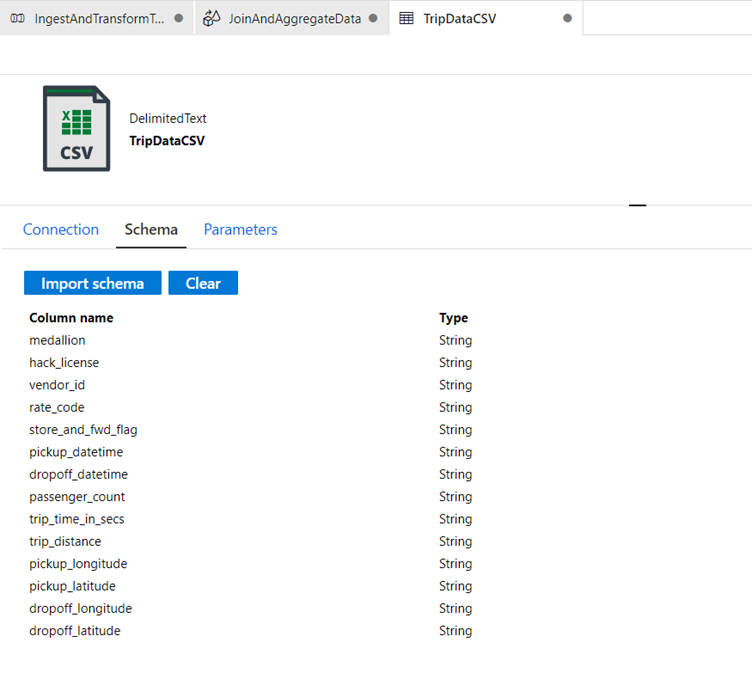 IngestAndTransformT... JoinAndAggregateData TripDataCSV
DelimitedText
TripDataCSV
X
CSV
Connection Schema Parameters
Import schema Clear
Column name Type
medallion String
hack_license String
vendor_id String
rate_code String
store_and_fwd_flag String
pickup_datetime String
dropoff_datetime String
passenger_count String
trip_time_in_secs String
trip_distance String
pickup_longitude String
pickup_latitude String
dropoff_longitude String
dropoff_latitude String